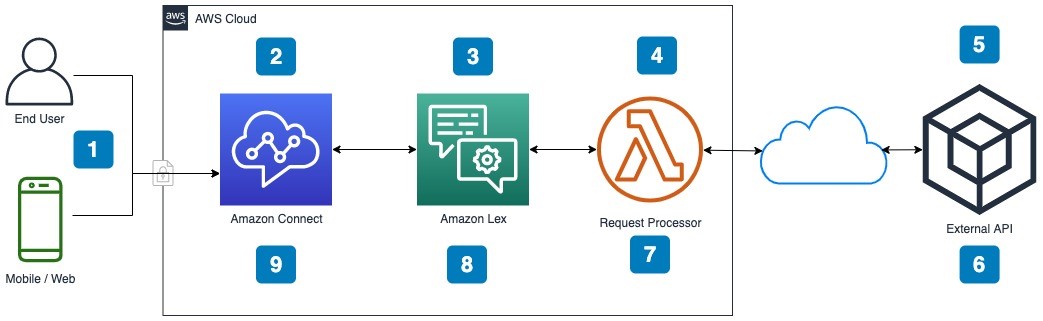 aws
AWS Cloud
1
2
3
4
5
End User
Mobile / Web
Amazon Connect
Amazon Lex
Request Processor
External API
9
8
7
6